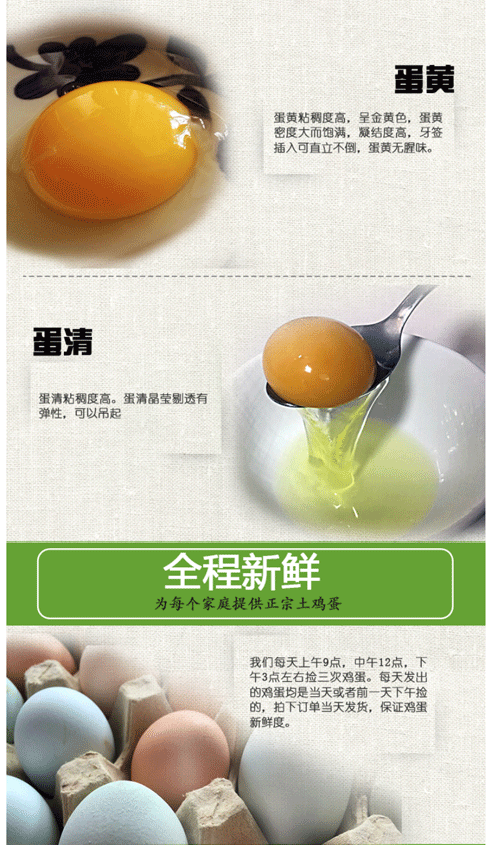 蛋黄
蛋黄粘稠度高，呈金黄色，蛋黄
密度大而饱满，凝结度高，牙签
插入可直立不倒，蛋黄无腥味。
蛋清
蛋清粘稠度高。蛋清晶莹剔透有
弹性，可以吊起
全程新鲜
为每个家庭提供正宗土鸡蛋
我们每天上午9点，中午12点，下
午3点左右捡三次鸡蛋。每天发出
的鸡蛋均是当天或者前一天下午捡
的，拍下订单当天发货，保证鸡蛋
新鲜度。